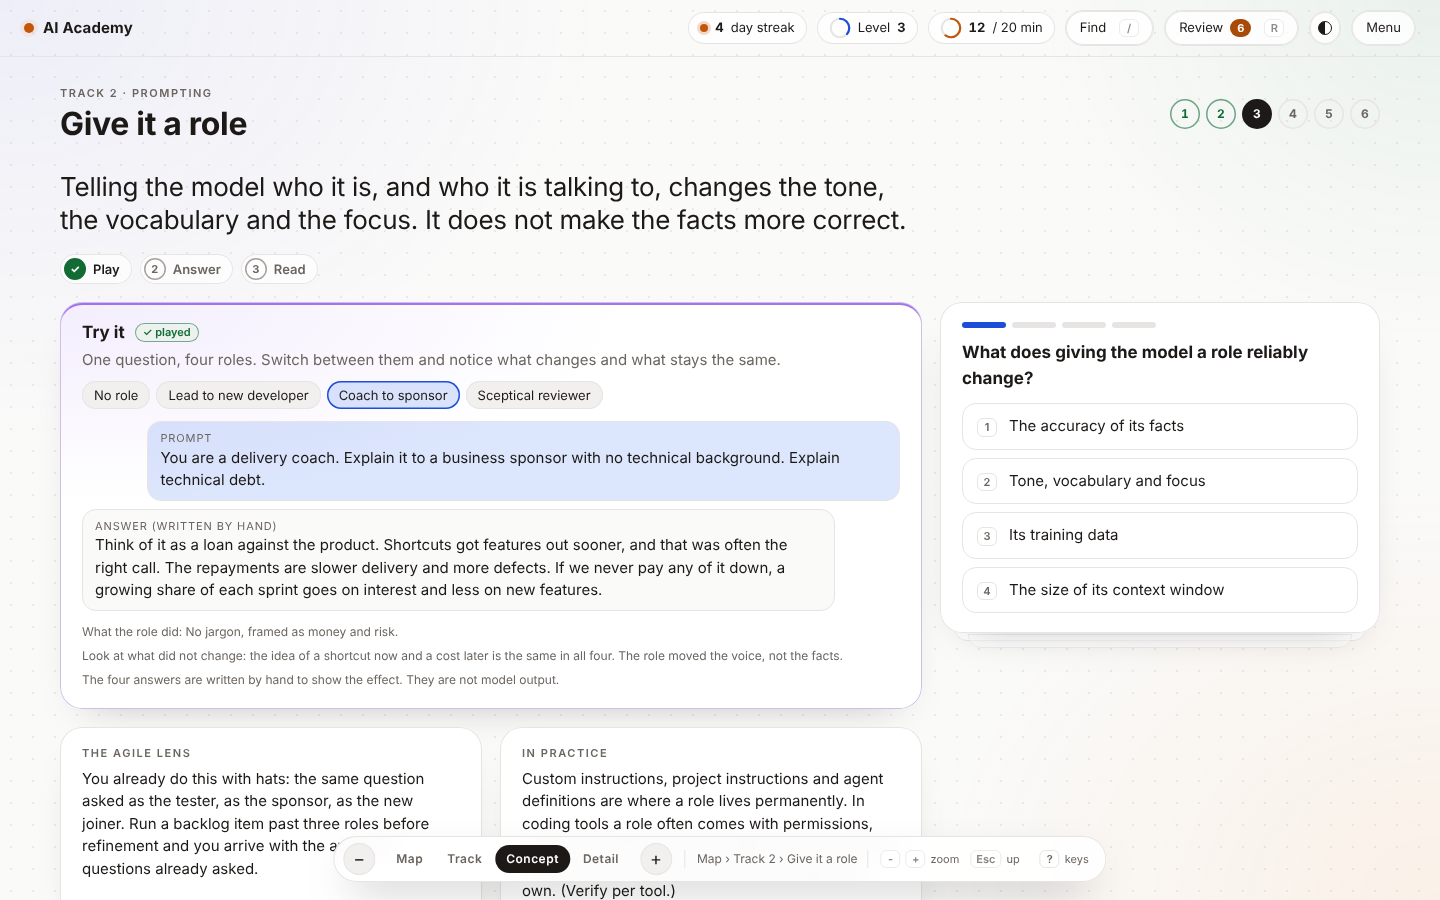 AI Academy
4 day streak
Level 3
12 / 20 min
Find /
Review 6 R
Menu
TRACK 2 · PROMPTING
Give it a role
1 2 3 4 5 6
Telling the model who it is, and who it is talking to, changes the tone,
the vocabulary and the focus. It does not make the facts more correct.
Play
2 Answer
3 Read
Try it
✓ played
One question, four roles. Switch between them and notice what changes and what stays the same.
No role
Lead to new developer
Coach to sponsor
Sceptical reviewer
PROMPT
You are a delivery coach. Explain it to a business sponsor with no technical background. Explain
technical debt.
ANSWER (WRITTEN BY HAND)
Think of it as a loan against the product. Shortcuts got features out sooner, and that was often the
right call. The repayments are slower delivery and more defects. If we never pay any of it down, a
growing share of each sprint goes on interest and less on new features.
What the role did: No jargon, framed as money and risk.
Look at what did not change: the idea of a shortcut now and a cost later is the same in all four. The role moved the voice, not the facts.
The four answers are written by hand to show the effect. They are not model output.
What does giving the model a role reliably
change?
1 The accuracy of its facts
2 Tone, vocabulary and focus
3 Its training data
4 The size of its context window
THE AGILE LENS
You already do this with hats: the same question
asked as the tester, as the sponsor, as the new
joiner. Run a backlog item past three roles before
refinement and you arrive with the
questions already asked.
IN PRACTICE
Custom instructions, project instructions and agent
definitions are where a role lives permanently. In
coding tools a role often comes with permissions,
own. (Verify per tool.)
− Map Track Concept Detail +
Map › Track 2 › Give it a role
- + zoom Esc up ? keys